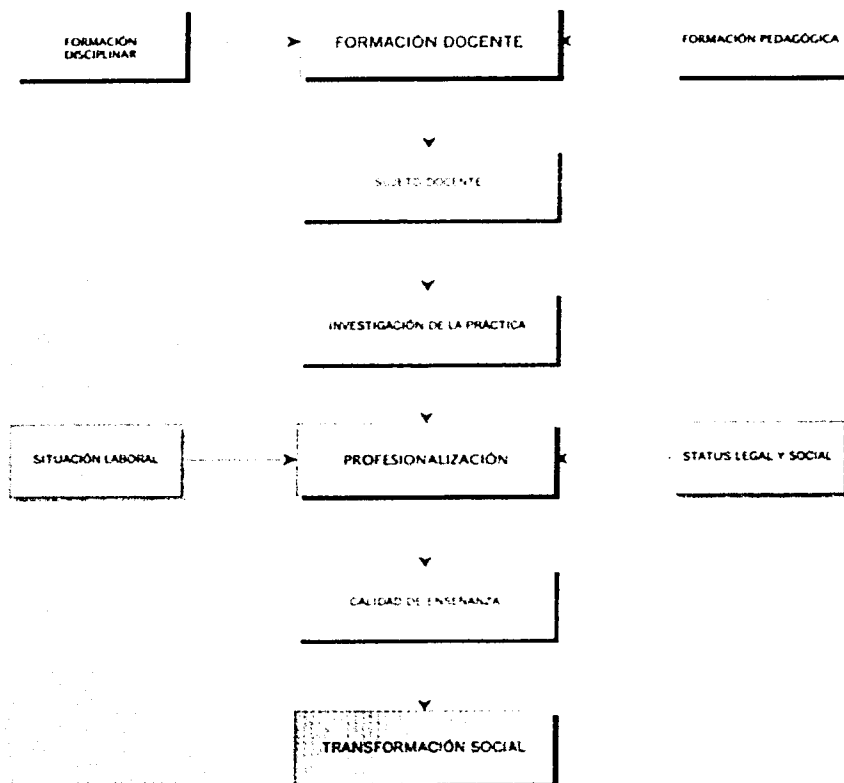 FORMACIÓN
DISCIPLINAR
FORMACIÓN DOCENTE
FORMACIÓN PEDAGÓGICA
SUJETO DOCENTE
INVESTIGACIÓN DE LA PRÁCTICA
SITUACIÓN LABORAL
PROFESIONALIZACIÓN
STATUS LEGAL Y SOCIAL
CALIDAD DE ENSEÑANZA
TRANSFORMACIÓN SOCIAL